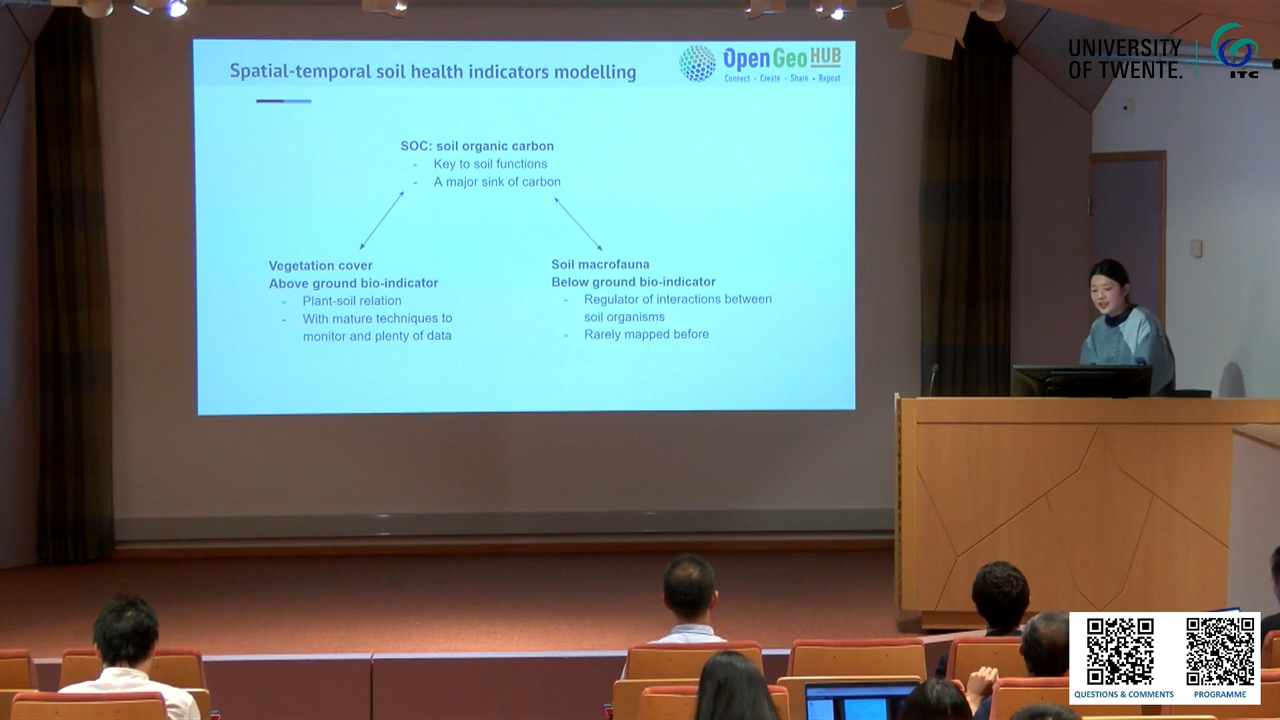 Spatial-temporal soil health indicators modelling
OpenGeoHUB
Connect - Create - Share - Repeat
UNIVERSITY
OF TWENTE.
ITC
SOC: soil organic carbon
- Key to soil functions
- A major sink of carbon
Vegetation cover
Above ground bio-indicator
- Plant-soil relation
- With mature techniques to
monitor and plenty of data
Soil macrofauna
Below ground bio-indicator
- Regulator of interactions between
soil organisms
- Rarely mapped before
QUESTIONS & COMMENTS
PROGRAMME